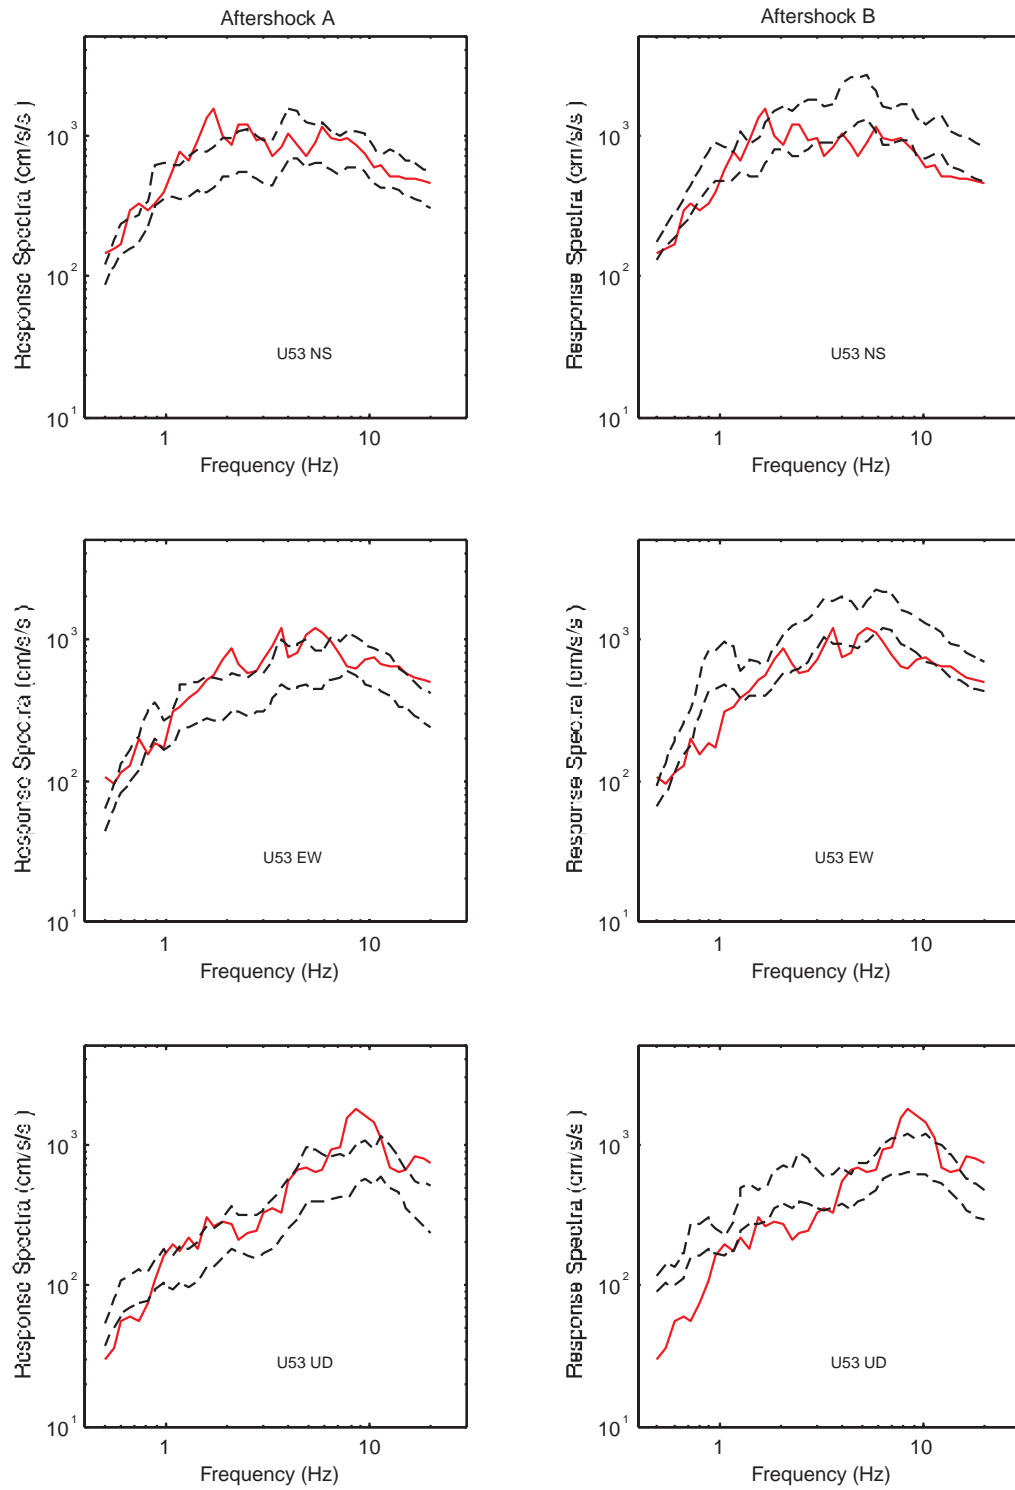 Aftershock A
Aftershock B
Response Spectra (cm/s/s)
10^3
10^2
10^1
U53 NS
1
10
Frequency (Hz)
Response Spectra (cm/s/s)
10^3
10^2
10^1
U53 NS
1
10
Frequency (Hz)
Response Spectra (cm/s/s)
10^3
10^2
10^1
U53 EW
1
10
Frequency (Hz)
Response Spectra (cm/s/s)
10^3
10^2
10^1
U53 EW
1
10
Frequency (Hz)
Response Spectra (cm/s/s)
10^3
10^2
10^1
U53 UD
1
10
Frequency (Hz)
Response Spectra (cm/s/s)
10^3
10^2
10^1
U53 UD
1
10
Frequency (Hz)